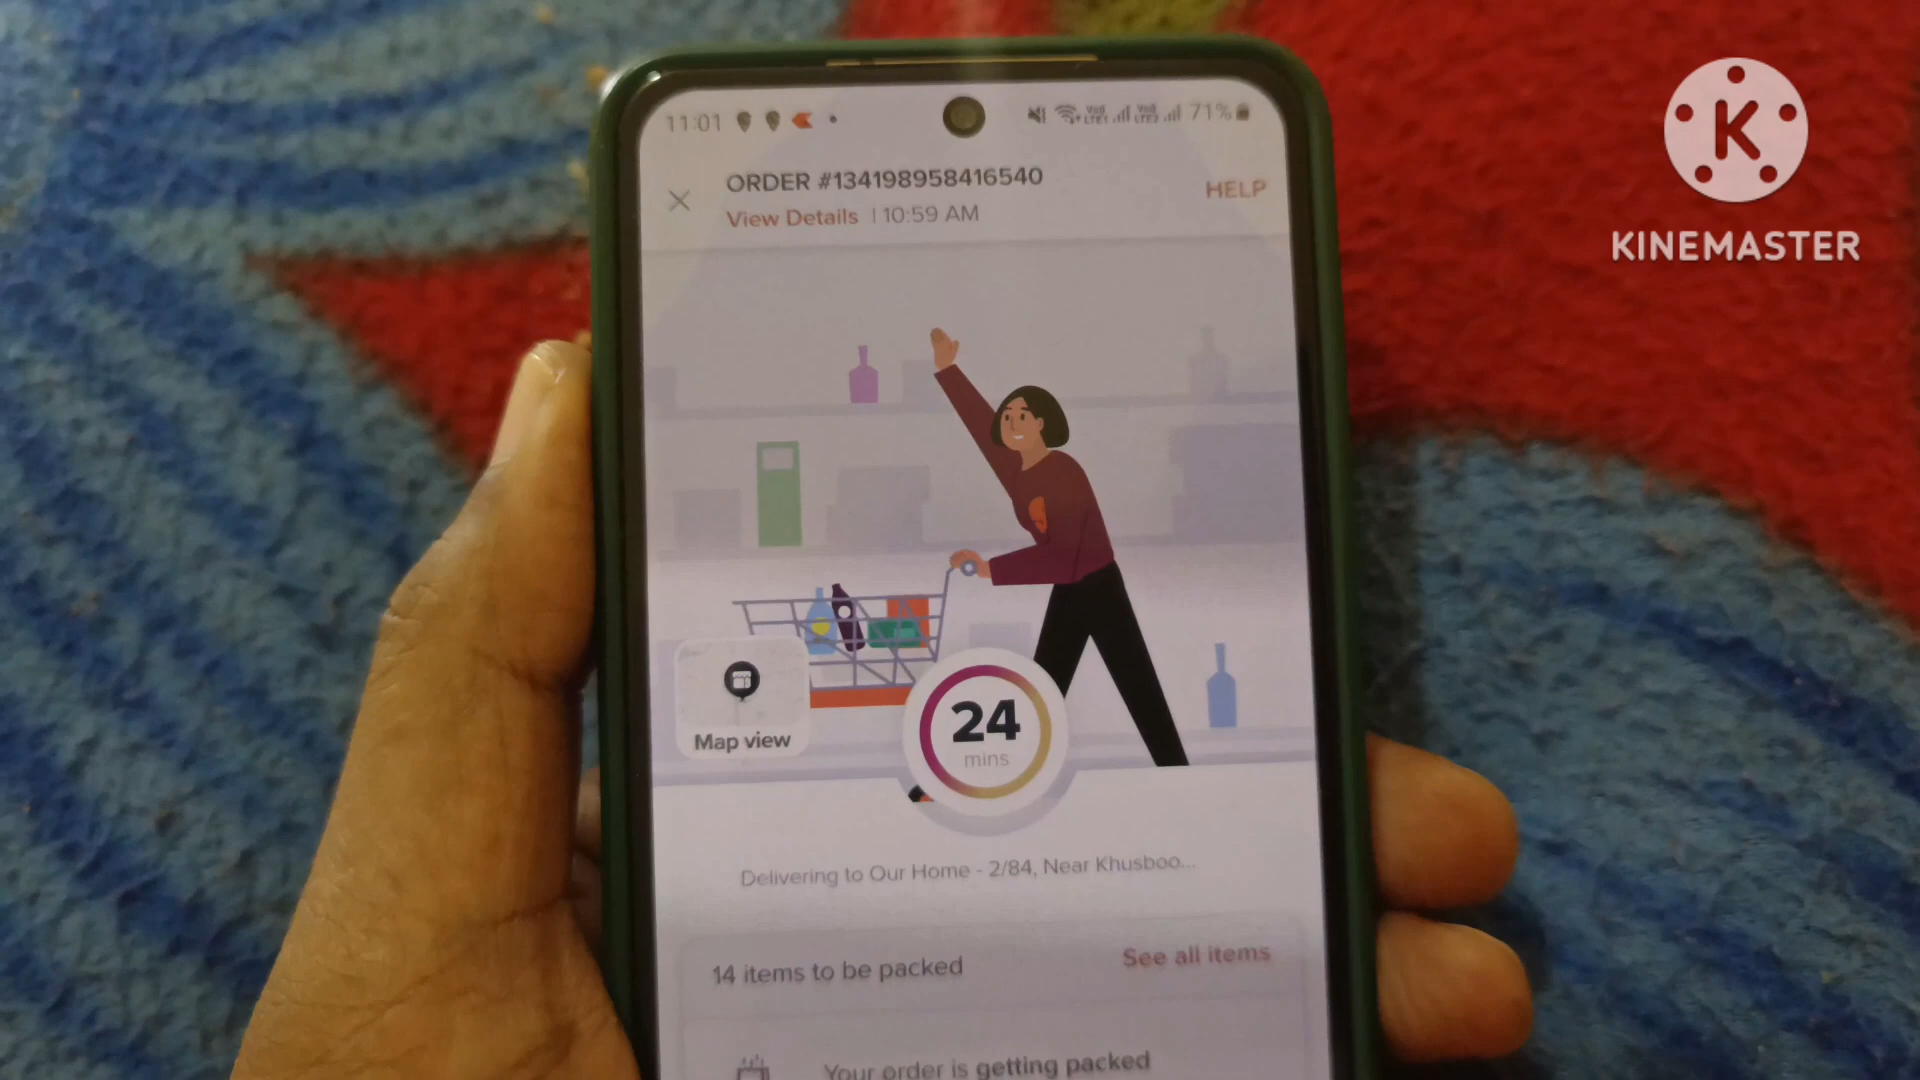 11:01
71%
ORDER #134198958416540
HELP
View Details | 10:59 AM
K
KINEMASTER
24
mins
Map view
Delivering to Our Home - 2/84, Near Khusboo...
14 items to be packed
See all items
Your order is getting packed